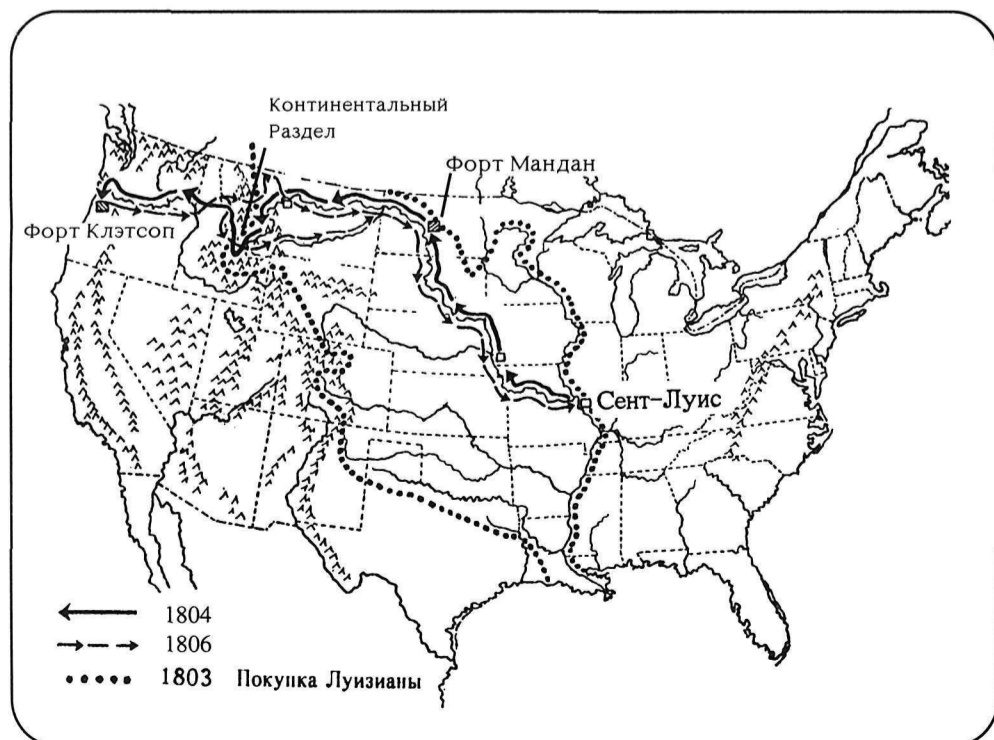 Континентальный
Раздел
Форт Мандан
Форт Клэтсоп
Сент-Луис
1804
1806
1803 Покупка Луизианы